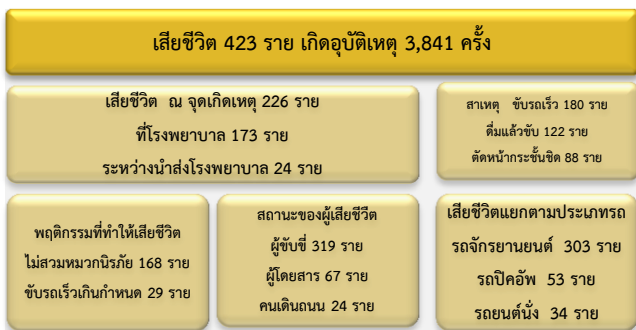 เสียชีวิต 423 ราย เกิดอุบัติเหตุ 3,841 ครั้ง
เสียชีวิต ณ จุดเกิดเหตุ 226 ราย
ที่โรงพยาบาล 173 ราย
ระหว่างนำส่งโรงพยาบาล 24 ราย
สาเหตุ ขับรถเร็ว 180 ราย
ดื่มแล้วขับ 122 ราย
ตัดหน้ากระชั้นชิด 88 ราย
พฤติกรรมที่ทำให้เสียชีวิต
ไม่สวมหมวกนิรภัย 168 ราย
ขับรถเร็วเกินกำหนด 29 ราย
สถานะของผู้เสียชีวิต
ผู้ขับขี่ 319 ราย
ผู้โดยสาร 67 ราย
คนเดินถนน 24 ราย
เสียชีวิตแยกตามประเภทรถ
รถจักรยานยนต์ 303 ราย
รถปิคอัพ 53 ราย
รถยนต์นั่ง 34 ราย